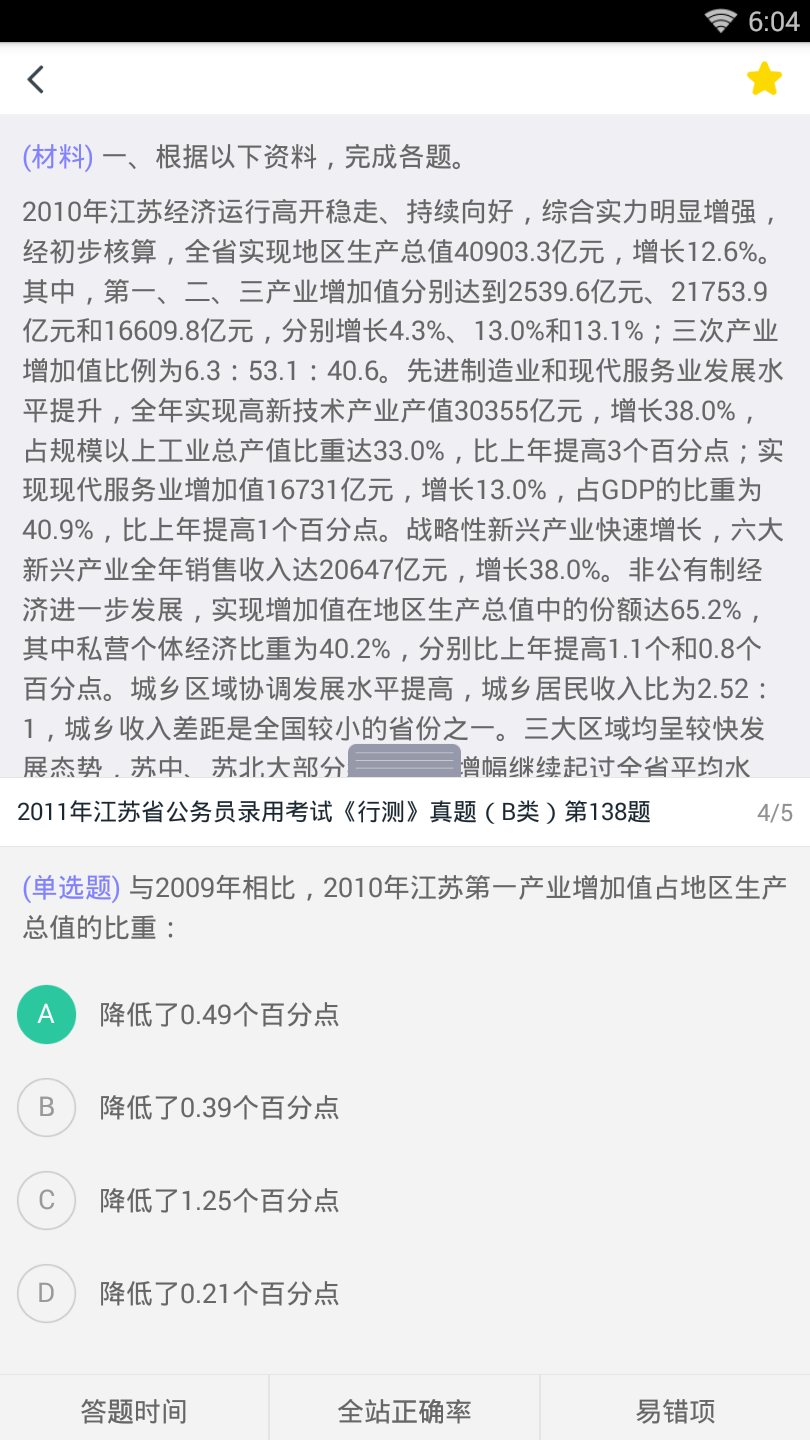 6:04
(材料) 一、根据以下资料，完成各题。
2010年江苏经济运行高开稳走、持续向好，综合实力明显增强，
经初步核算，全省实现地区生产总值40903.3亿元，增长12.6%。
其中，第一、二、三产业增加值分别达到2539.6亿元、21753.9
亿元和16609.8亿元，分别增长4.3%、13.0%和13.1%；三次产业
增加值比例为6.3：53.1：40.6。先进制造业和现代服务业发展水
平提升，全年实现高新技术产业产值30355亿元，增长38.0%，
占规模以上工业总产值比重达33.0%，比上年提高3个百分点；实
现现代服务业增加值16731亿元，增长13.0%，占GDP的比重为
40.9%，比上年提高1个百分点。战略性新兴产业快速增长，六大
新兴产业全年销售收入达20647亿元，增长38.0%。非公有制经
济进一步发展，实现增加值在地区生产总值中的份额达65.2%，
其中私营个体经济比重为40.2%，分别比上年提高1.1个和0.8个
百分点。城乡区域协调发展水平提高，城乡居民收入比为2.52：
1，城乡收入差距是全国较小的省份之一。三大区域均呈较快发
展态势，苏中、苏北大部分 增幅继续起过全省平均水
2011年江苏省公务员录用考试《行测》真题（B类）第138题
4/5
(单选题) 与2009年相比，2010年江苏第一产业增加值占地区生产
总值的比重：
A 降低了0.49个百分点
B 降低了0.39个百分点
C 降低了1.25个百分点
D 降低了0.21个百分点
答题时间
全站正确率
易错项